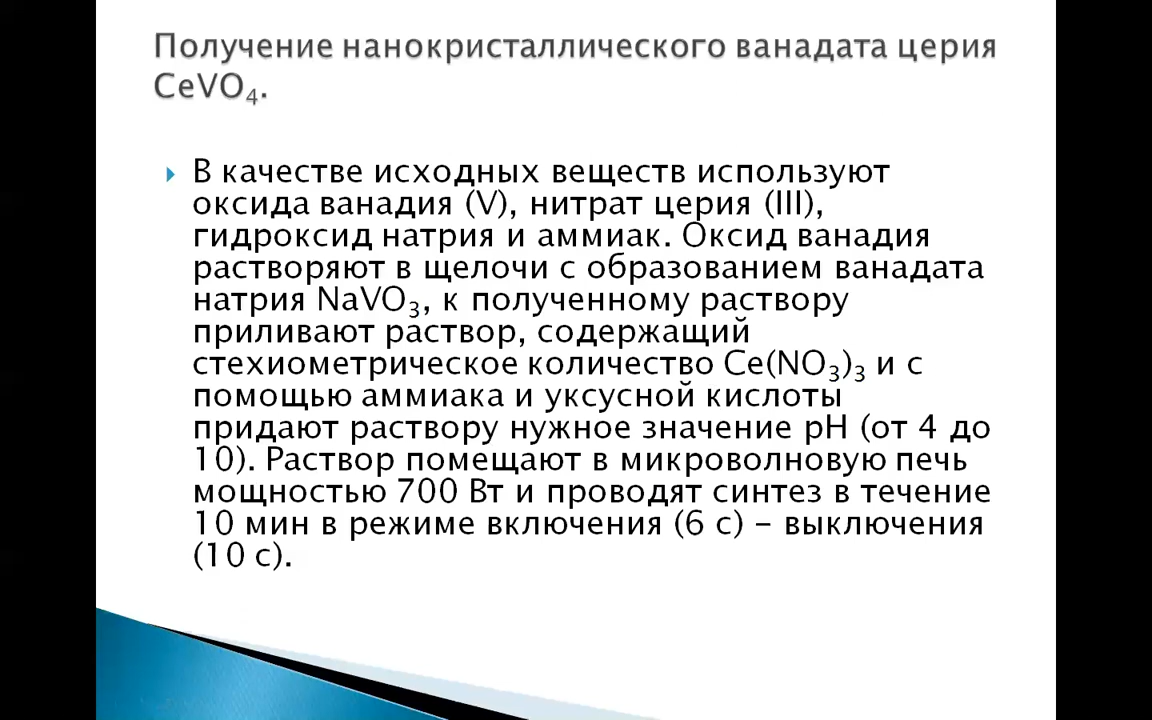 Получение нанокристаллического ванадата церия
CeVO₄.
В качестве исходных веществ используют
оксида ванадия (V), нитрат церия (III),
гидроксид натрия и аммиак. Оксид ванадия
растворяют в щелочи с образованием ванадата
натрия NaVO₃, к полученному раствору
приливают раствор, содержащий
стехиометрическое количество Ce(NO₃)₃ и с
помощью аммиака и уксусной кислоты
придают раствору нужное значение pH (от 4 до
10). Раствор помещают в микроволновую печь
мощностью 700 Вт и проводят синтез в течение
10 мин в режиме включения (6 с) – выключения
(10 с).